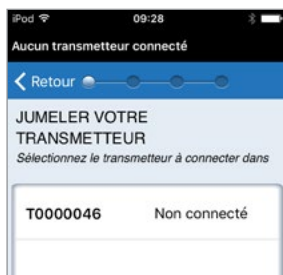 iPod 09:28
Aucun transmetteur connecté
Retour
JUMELER VOTRE
TRANSMETTEUR
Sélectionnez le transmetteur à connecter dans
T0000046 Non connecté